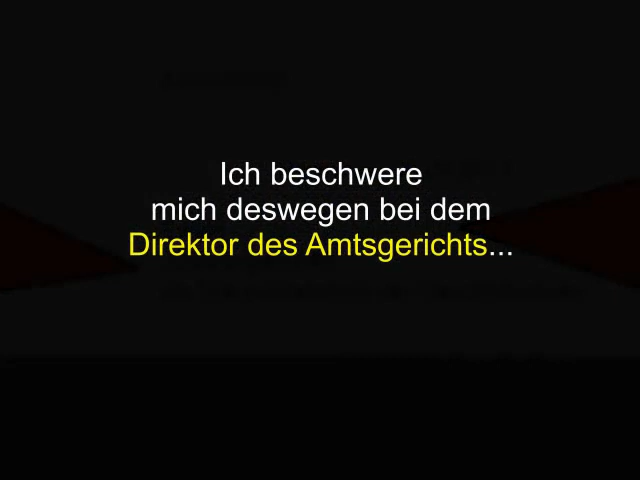 Ich beschwere
mich deswegen bei dem
Direktor des Amtsgerichts...